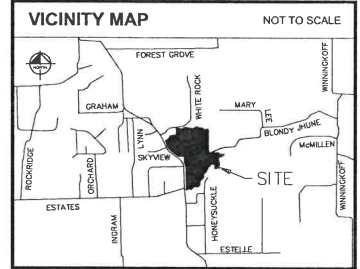 VICINITY MAP
NOT TO SCALE
NORTH
FOREST GROVE
WINNINGKOFF
WHITE ROCK
GRAHAM
MARY
LEE
BLONDY JHUNE
LYNN
McMILLEN
SKYVIEW
ROCKRIDGE
ORCHARD
SITE
WINNINGKOFF
ESTATES
HONEYSUCKLE
INGRAM
ESTELLE